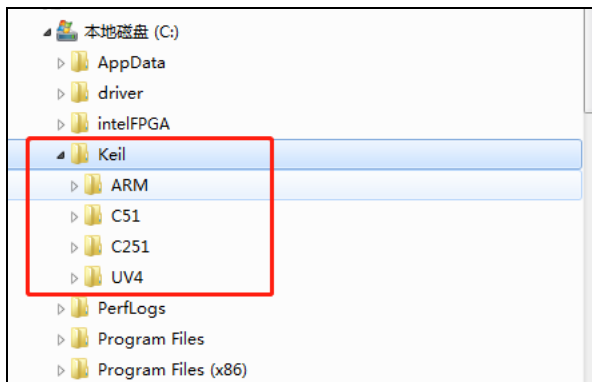 本地磁盘 (C:)
AppData
driver
intelFPGA
Keil
ARM
C51
C251
UV4
PerfLogs
Program Files
Program Files (x86)